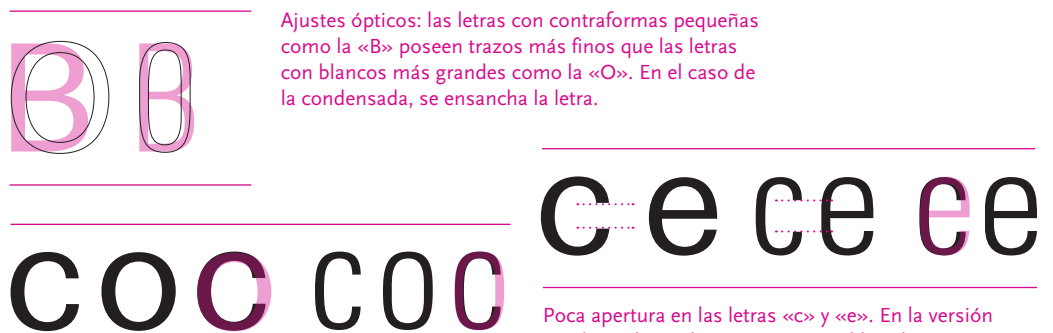 Ajustes ópticos: las letras con contraformas pequeñas
como la «B» poseen trazos más finos que las letras
con blancos más grandes como la «O». En el caso de
la condensada, se ensancha la letra.
BO BO
c e c e e e
c o c c o c
Poca apertura en las letras «c» y «e». En la versión